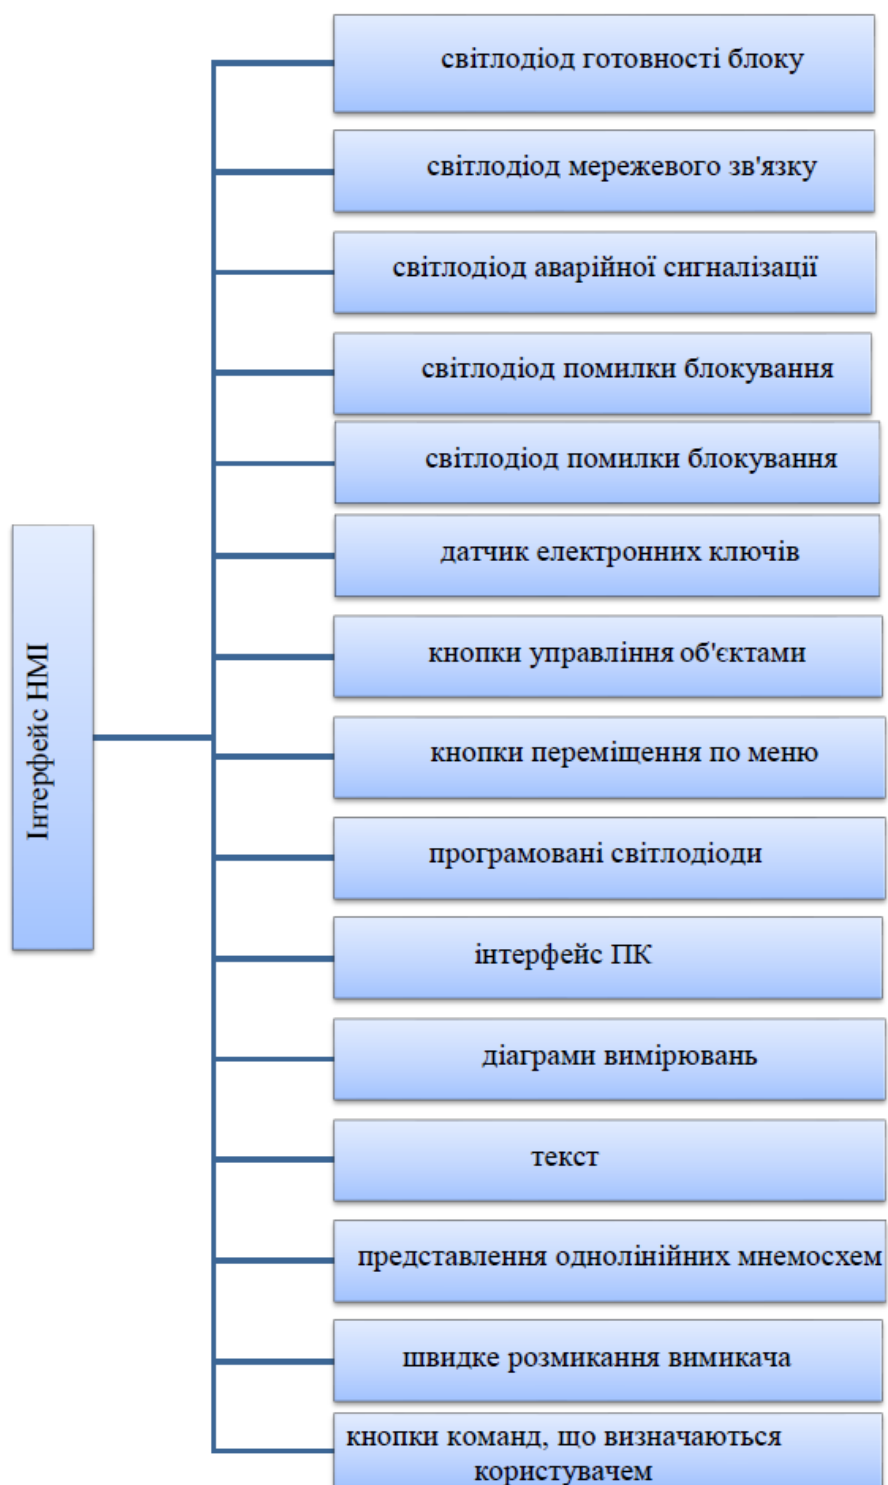 світлодіод готовності блоку
світлодіод мережевого зв'язку
світлодіод аварійної сигналізації
світлодіод помилки блокування
світлодіод помилки блокування
датчик електронних ключів
Інтерфейс HMI
кнопки управління об'єктами
кнопки переміщення по меню
програмовані світлодіоди
інтерфейс ПК
діаграми вимірювань
текст
представлення однолінійних мнемосхем
швидке розмикання вимикача
кнопки команд, що визначаються
користувачем